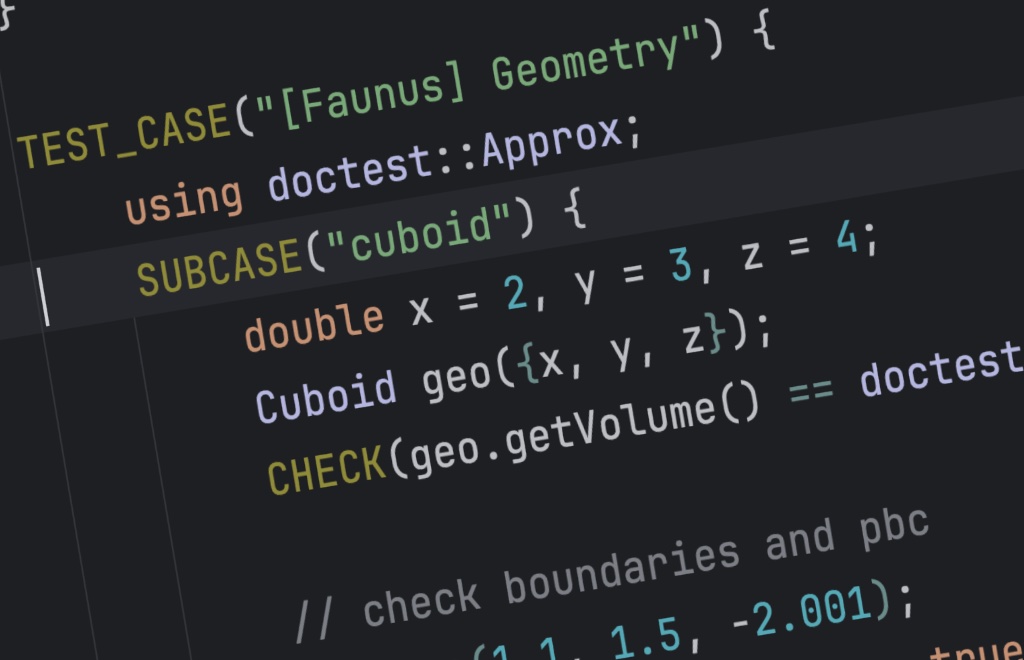 }
TEST_CASE("[Faunus] Geometry") {
using doctest::Approx;
SUBCASE("cuboid") {
double x = 2, y = 3, z = 4;
Cuboid geo({x, y, z});
CHECK(geo.getVolume() == doctest
// check boundaries and pbc
(1.1, 1.5, -2.001);
true